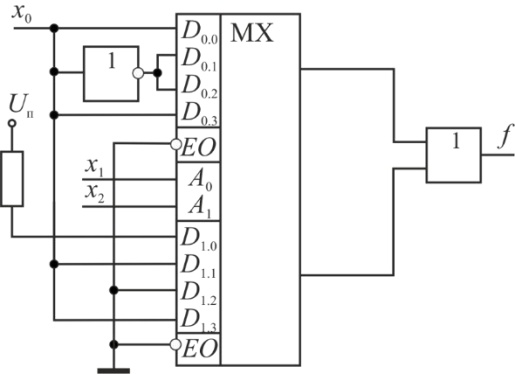 x₀
D₀.₀ MX
1 D₀.₁
D₀.₂
Uп D₀.₃
EO
1 f
x₁ A₀
x₂ A₁
D₁.₀
D₁.₁
D₁.₂
D₁.₃
EO